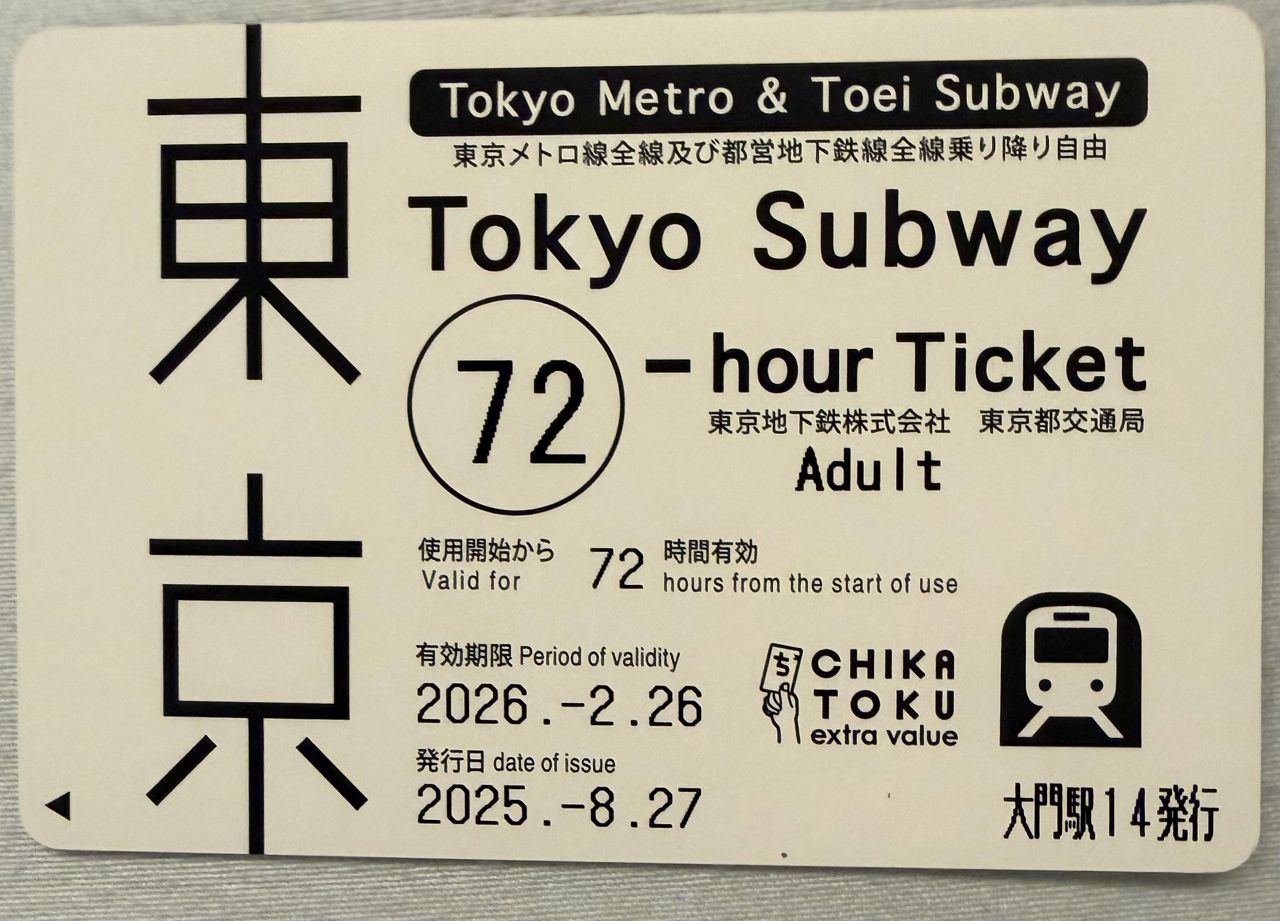 東京
Tokyo Metro & Toei Subway
東京メトロ線全線及び都営地下鉄線全線乗り降り自由
Tokyo Subway
72 -hour Ticket
東京地下鉄株式会社 東京都交通局
Adult
使用開始から 72 時間有効
Valid for hours from the start of use
有効期限 Period of validity
2026.-2.26
ち CHIKA
TOKU
extra value
発行日 date of issue
2025.-8.27
大門駅14発行